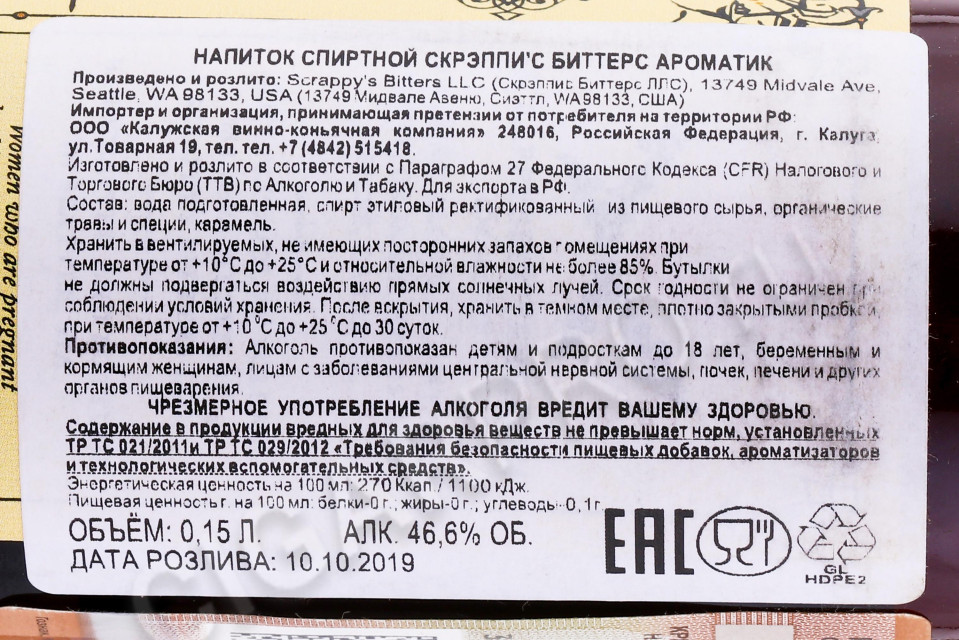 НАПИТОК СПИРТНОЙ СКРЭППИ'С БИТТЕРС АРОМАТИК
Произведено и розлито: Scrappy's Bitters LLC (Скрэппис Биттерс ЛЛС), 13749 Midvale Ave,
Seattle, WA 98133, USA (13749 Мидвале Авеню, Сиэттл, WA 98133, США)
Импортер и организация, принимающая претензии от потребителя на территории РФ:
ООО «Калужская винно-коньячная компания» 248016, Российская Федерация, г. Калуга,
ул.Товарная 19, тел. тел. +7 (4842) 515418.
Изготовлено и розлито в соответствии с Параграфом 27 Федерального Кодекса (CFR) Налогового и
Торгового Бюро (ТТВ) по Алкоголю и Табаку. Для экспорта в РФ.
Состав: вода подготовленная, спирт этиловый ректификованный из пищевого сырья, органические
травы и специи, карамель.
Хранить в вентилируемых, не имеющих посторонних запахов помещениях при
температуре от +10°С до +25°С и относительной влажности не более 85%. Бутылки
не должны подвергаться воздействию прямых солнечных лучей. Срок годности не ограничен при
соблюдении условий хранения. После вскрытия, хранить в темном месте, плотно закрытыми пробкой,
при температуре от +10 °С до +25 °С до 30 суток.
Противопоказания: Алкоголь противопоказан детям и подросткам до 18 лет, беременным и
кормящим женщинам, лицам с заболеваниями центральной нервной системы, почек, печени и других
органов пищеварения.
ЧРЕЗМЕРНОЕ УПОТРЕБЛЕНИЕ АЛКОГОЛЯ ВРЕДИТ ВАШЕМУ ЗДОРОВЬЮ.
Содержание в продукции вредных для здоровья веществ не превышает норм, установленных
ТР ТС 021/2011и ТР ТС 029/2012 «Требования безопасности пищевых добавок, ароматизаторов
и технологических вспомогательных средств».
Энергетическая ценность на 100 мл: 270 Ккал / 1100 кДж.
Пищевая ценность г. на 100 мл: белки-0 г.; жиры-0 г.; углеводы-0,1г.
ОБЪЁМ: 0,15 Л. АЛК. 46,6% ОБ.
ДАТА РОЗЛИВА: 10.10.2019
EAC
GL
HDPE2
Women who are pregnant